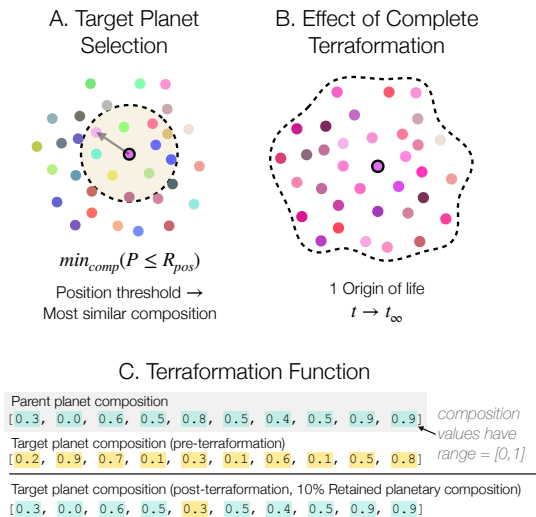 A. Target Planet
Selection
min_comp(P ≤ R_pos)
Position threshold →
Most similar composition
B. Effect of Complete
Terraformation
1 Origin of life
t → t_∞
C. Terraformation Function
Parent planet composition
[0.3, 0.0, 0.6, 0.5, 0.8, 0.5, 0.4, 0.5, 0.9, 0.9]
Target planet composition (pre-terraformation)
[0.2, 0.9, 0.7, 0.1, 0.3, 0.1, 0.6, 0.1, 0.5, 0.8]
Target planet composition (post-terraformation, 10% Retained planetary composition)
[0.3, 0.0, 0.6, 0.5, 0.3, 0.5, 0.4, 0.5, 0.9, 0.9]
composition
values have
range = [0,1]